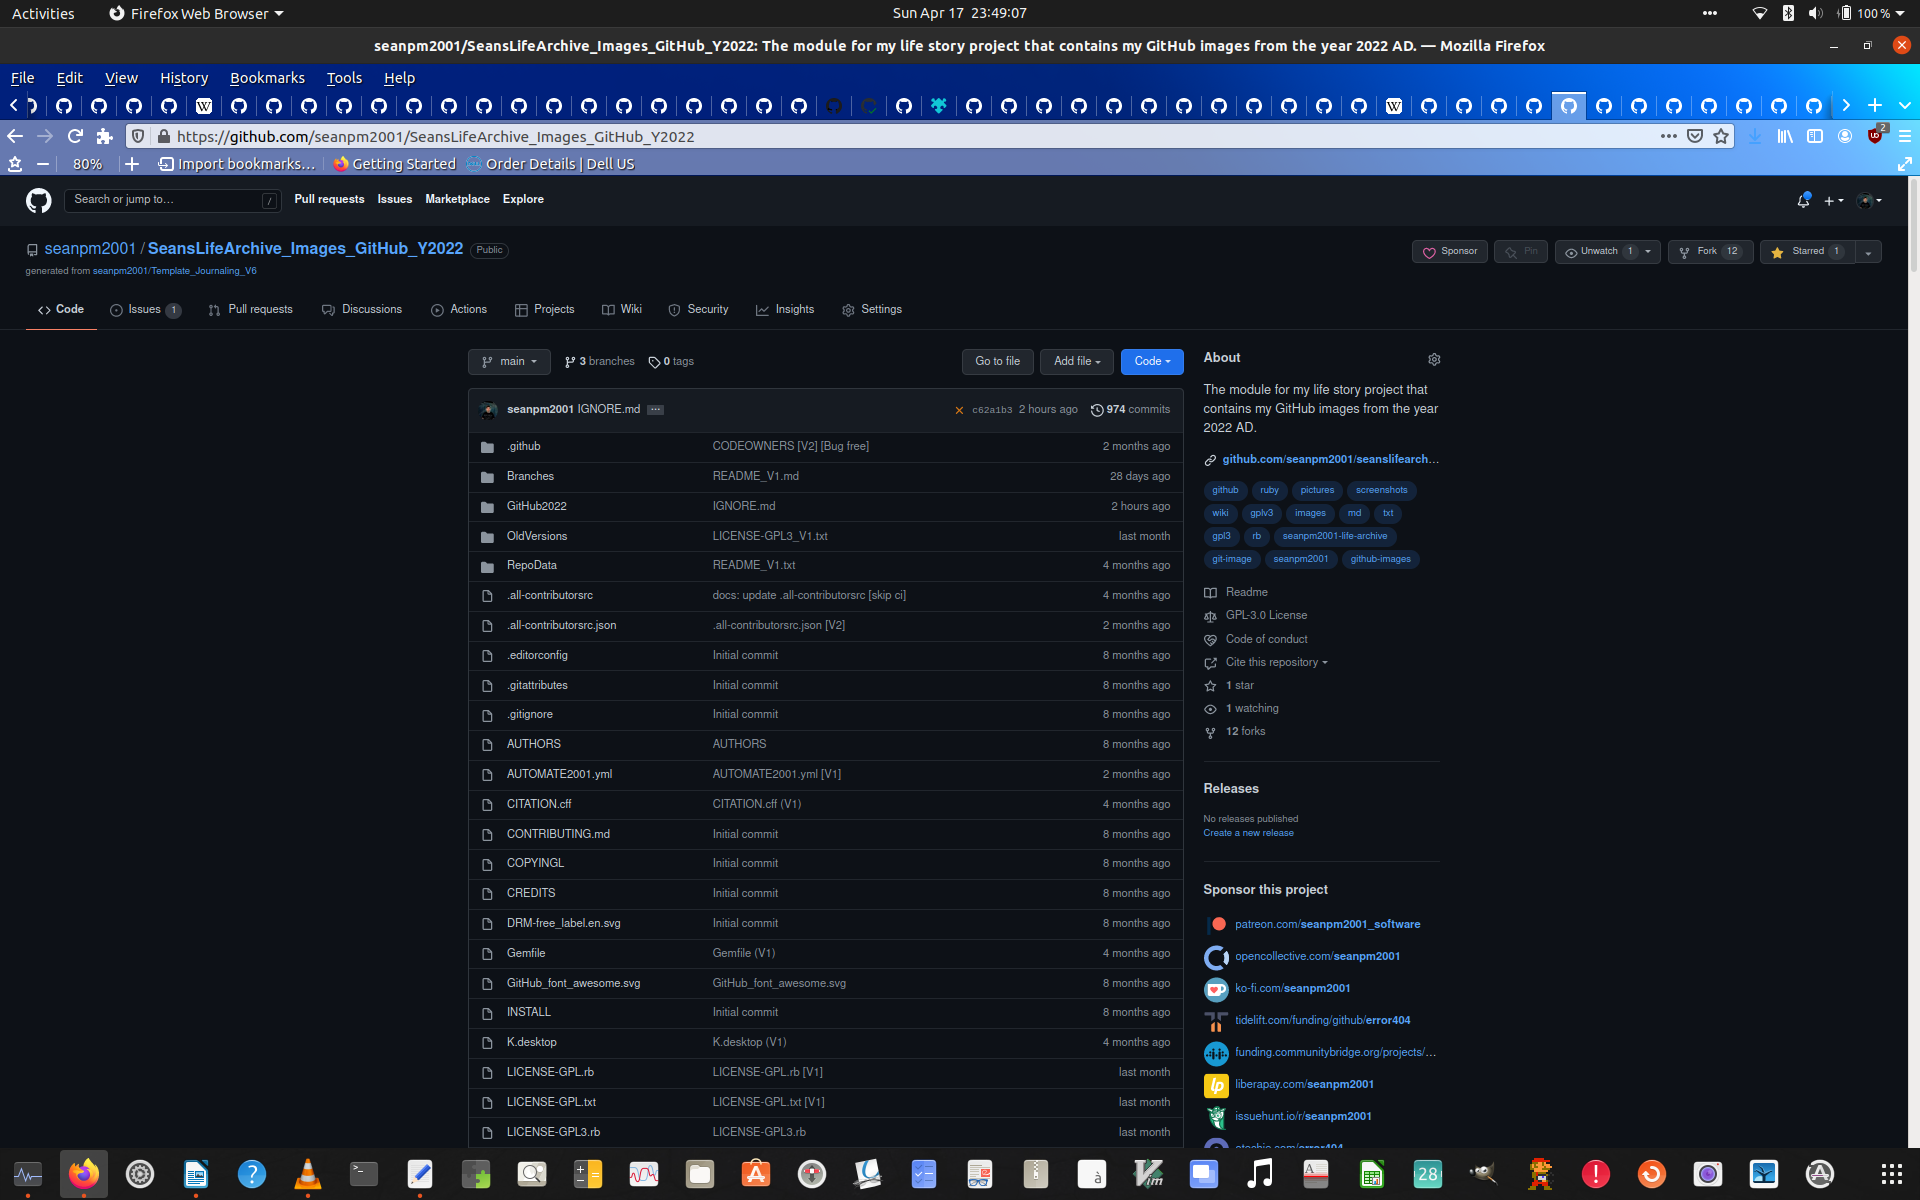 Activities
Firefox Web Browser
Sun Apr 17 23:49:07
100 %
seanpm2001/SeansLifeArchive_Images_GitHub_Y2022: The module for my life story project that contains my GitHub images from the year 2022 AD. — Mozilla Firefox
File Edit View History Bookmarks Tools Help
https://github.com/seanpm2001/SeansLifeArchive_Images_GitHub_Y2022
2
80% Import bookmarks... Getting Started Order Details | Dell US
Search or jump to... / Pull requests Issues Marketplace Explore
seanpm2001 / SeansLifeArchive_Images_GitHub_Y2022 Public
generated from seanpm2001/Template_Journaling_V6
Sponsor Pin Unwatch 1 Fork 12 Starred 1
Code Issues 1 Pull requests Discussions Actions Projects Wiki Security Insights Settings
main 3 branches 0 tags Go to file Add file Code
seanpm2001 IGNORE.md ... c62a1b3 2 hours ago 974 commits
.github CODEOWNERS [V2] [Bug free] 2 months ago
Branches README_V1.md 28 days ago
GitHub2022 IGNORE.md 2 hours ago
OldVersions LICENSE-GPL3_V1.txt last month
RepoData README_V1.txt 4 months ago
.all-contributorsrc docs: update .all-contributorsrc [skip ci] 4 months ago
.all-contributorsrc.json .all-contributorsrc.json [V2] 2 months ago
.editorconfig Initial commit 8 months ago
.gitattributes Initial commit 8 months ago
.gitignore Initial commit 8 months ago
AUTHORS AUTHORS 8 months ago
AUTOMATE2001.yml AUTOMATE2001.yml [V1] 2 months ago
CITATION.cff CITATION.cff (V1) 4 months ago
CONTRIBUTING.md Initial commit 8 months ago
COPYINGL Initial commit 8 months ago
CREDITS Initial commit 8 months ago
DRM-free_label.en.svg Initial commit 8 months ago
Gemfile Gemfile (V1) 4 months ago
GitHub_font_awesome.svg GitHub_font_awesome.svg 8 months ago
INSTALL Initial commit 8 months ago
K.desktop K.desktop (V1) 4 months ago
LICENSE-GPL.rb LICENSE-GPL.rb [V1] last month
LICENSE-GPL.txt LICENSE-GPL.txt [V1] last month
LICENSE-GPL3.rb LICENSE-GPL3.rb last month
About
The module for my life story project that
contains my GitHub images from the year
2022 AD.
github.com/seanpm2001/seanslifearch...
github ruby pictures screenshots
wiki gplv3 images md txt
gpl3 rb seanpm2001-life-archive
git-image seanpm2001 github-images
Readme
GPL-3.0 License
Code of conduct
Cite this repository
1 star
1 watching
12 forks
Releases
No releases published
Create a new release
Sponsor this project
patreon.com/seanpm2001_software
opencollective.com/seanpm2001
ko-fi.com/seanpm2001
tidelift.com/funding/github/error404
funding.communitybridge.org/projects/...
liberapay.com/seanpm2001
issuehunt.io/r/seanpm2001
28